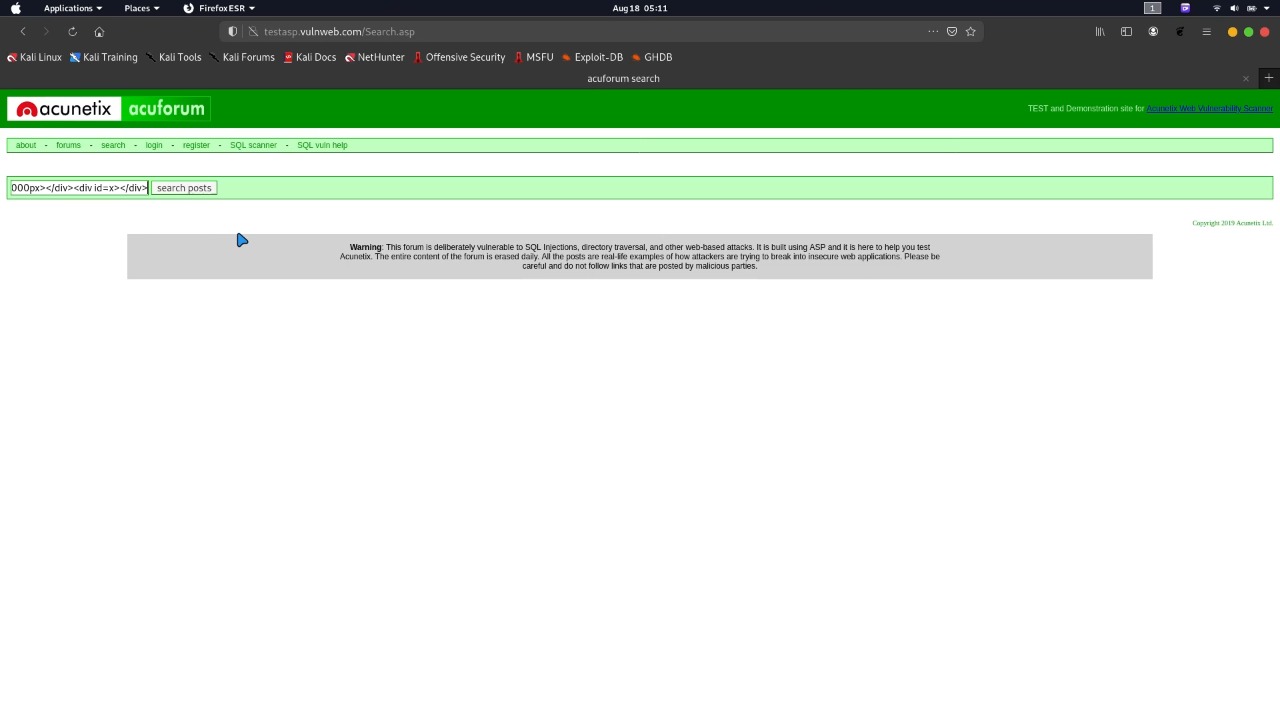 Applications Places Firefox ESR Aug 18 05:11 1
testasp.vulnweb.com/Search.asp
Kali Linux Kali Training Kali Tools Kali Forums Kali Docs NetHunter Offensive Security MSFU Exploit-DB GHDB
acuforum search
acunetix acuforum TEST and Demonstration site for Acunetix Web Vulnerability Scanner
about - forums - search - login - register - SQL scanner - SQL vuln help
000px></div><div id=x></div> search posts
Copyright 2019 Acunetix Ltd.
Warning: This forum is deliberately vulnerable to SQL Injections, directory traversal, and other web-based attacks. It is built using ASP and it is here to help you test
Acunetix. The entire content of the forum is erased daily. All the posts are real-life examples of how attackers are trying to break into insecure web applications. Please be
careful and do not follow links that are posted by malicious parties.